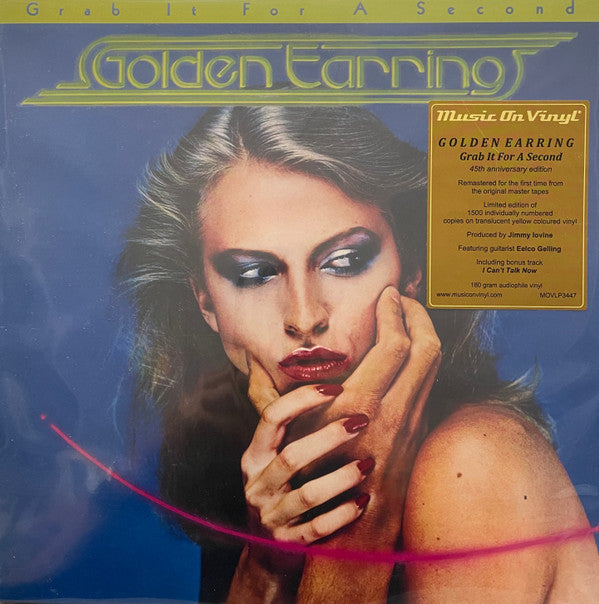 Grab It For A Second
Golden Earring
Music On Vinyl
GOLDEN EARRING
Grab It For A Second
45th anniversary edition
Remastered for the first time from
the original master tapes
Limited edition of
1500 individually numbered
copies on translucent yellow coloured vinyl
Produced by Jimmy Iovine
Featuring guitarist Eelco Gelling
Including bonus track
I Can't Talk Now
180 gram audiophile vinyl
www.musiconvinyl.com MOVLP3447